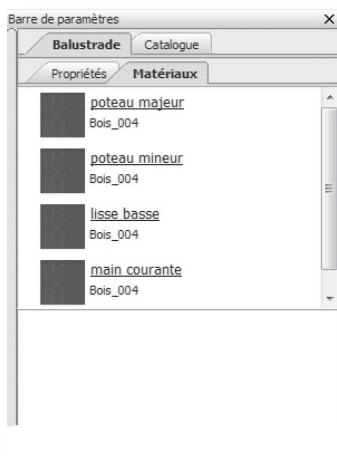 Barre de paramètres
Balustrade Catalogue
Propriétés Matériaux
poteau majeur
Bois_004
poteau mineur
Bois_004
lisse basse
Bois_004
main courante
Bois_004